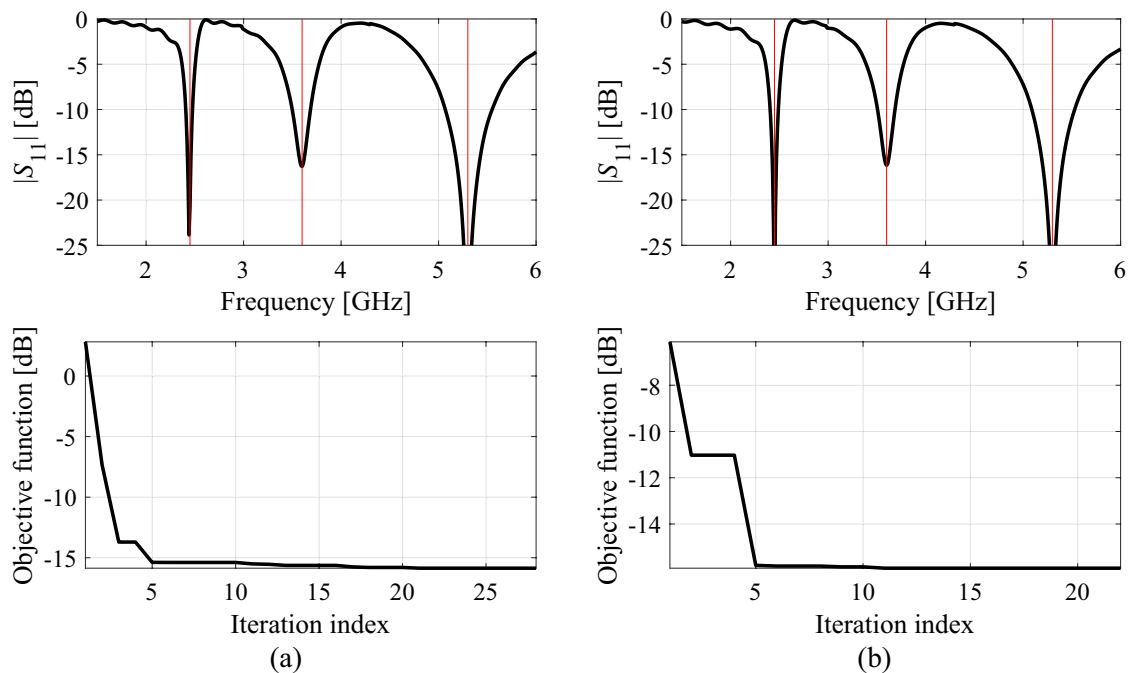 0
-5
-10
-15
-20
-25
|S11| [dB]
2 3 4 5 6
Frequency [GHz]
0
-5
-10
-15
-20
-25
|S11| [dB]
2 3 4 5 6
Frequency [GHz]
0
-5
-10
-15
Objective function [dB]
5 10 15 20 25
Iteration index
(a)
-8
-10
-11
-14
Objective function [dB]
5 10 15 20
Iteration index
(b)